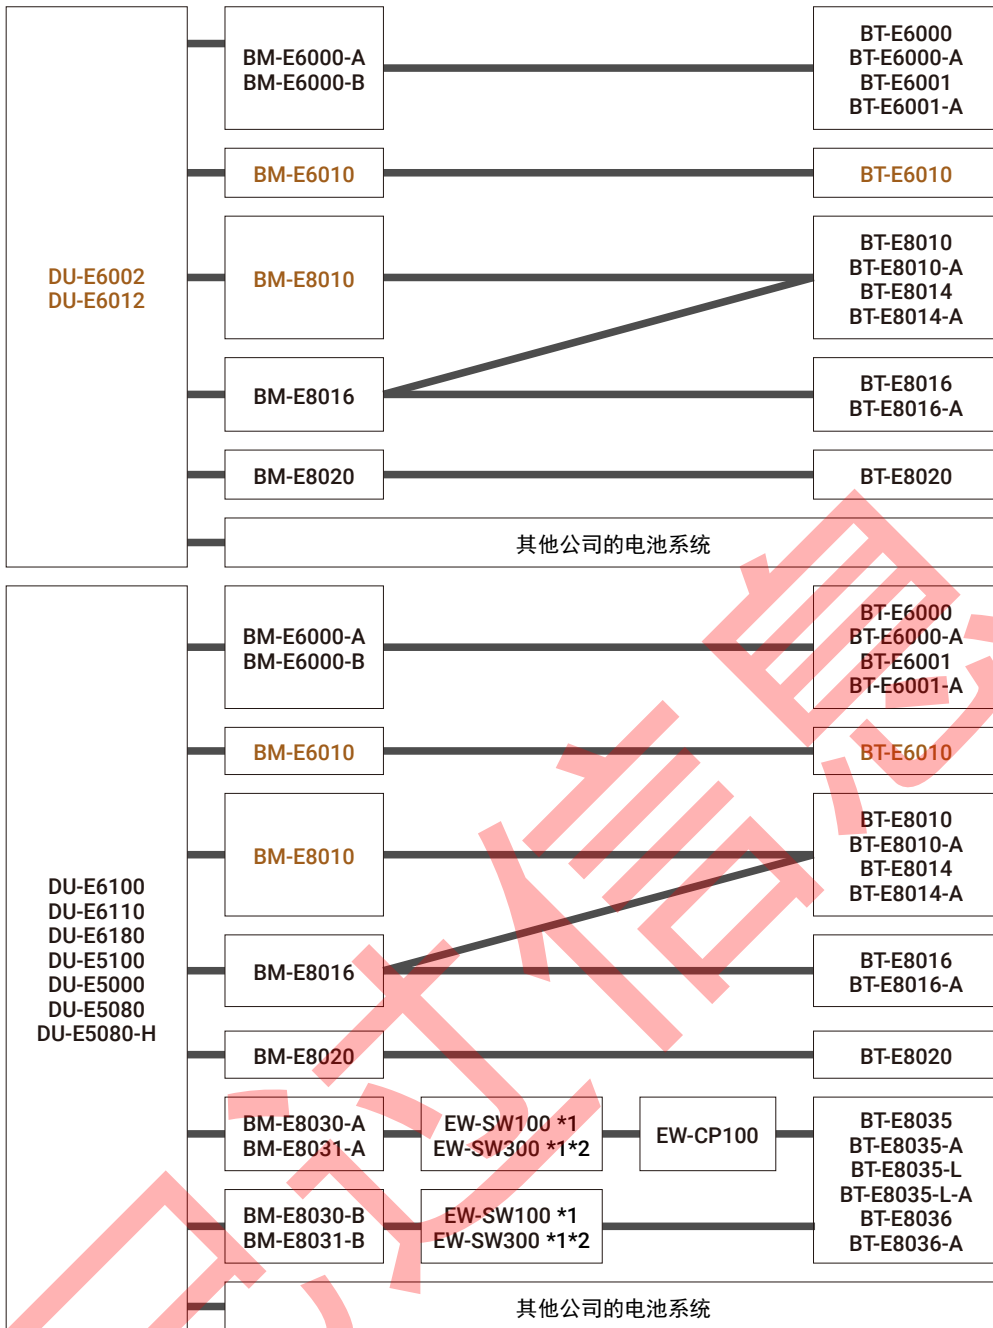 DU-E6002
DU-E6012
BM-E6000-A
BM-E6000-B
BT-E6000
BT-E6000-A
BT-E6001
BT-E6001-A
BM-E6010
BT-E6010
BM-E8010
BT-E8010
BT-E8010-A
BT-E8014
BT-E8014-A
BM-E8016
BT-E8016
BT-E8016-A
BM-E8020
BT-E8020
其他公司的电池系统
DU-E6100
DU-E6110
DU-E6180
DU-E5100
DU-E5000
DU-E5080
DU-E5080-H
BM-E6000-A
BM-E6000-B
BT-E6000
BT-E6000-A
BT-E6001
BT-E6001-A
BM-E6010
BT-E6010
BM-E8010
BT-E8010
BT-E8010-A
BT-E8014
BT-E8014-A
BM-E8016
BT-E8016
BT-E8016-A
BM-E8020
BT-E8020
BM-E8030-A
BM-E8031-A
EW-SW100 *1
EW-SW300 *1*2
EW-CP100
BT-E8035
BT-E8035-A
BT-E8035-L
BT-E8035-L-A
BT-E8036
BT-E8036-A
BM-E8030-B
BM-E8031-B
EW-SW100 *1
EW-SW300 *1*2
其他公司的电池系统
过信息